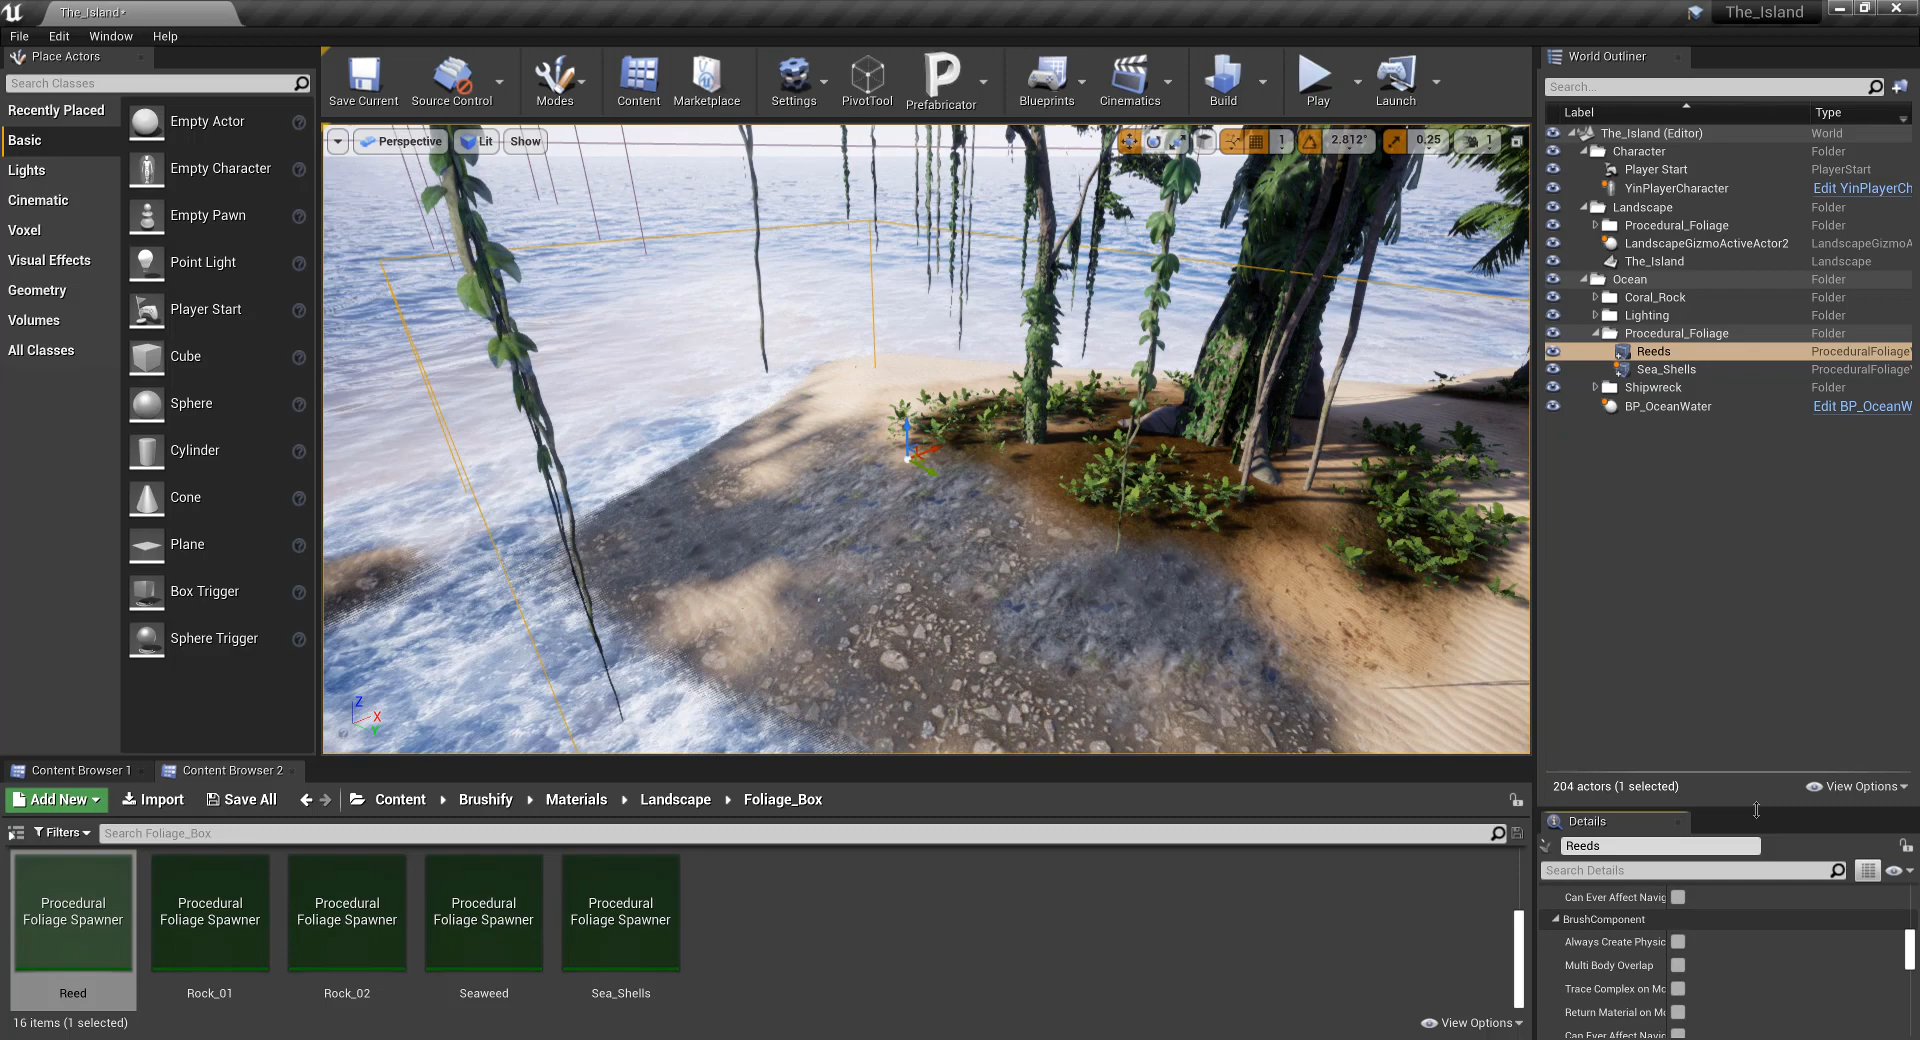 The_Island•
The_Island
File Edit Window Help
Place Actors
Search Classes
Recently Placed
Basic
Lights
Cinematic
Voxel
Visual Effects
Geometry
Volumes
All Classes
Empty Actor
Empty Character
Empty Pawn
Point Light
Player Start
Cube
Sphere
Cylinder
Cone
Plane
Box Trigger
Sphere Trigger
Save Current Source Control Modes Content Marketplace Settings PivotTool Prefabricator Blueprints Cinematics Build Play Launch
Perspective Lit Show
1 2.812° 0.25 1
Z
X
Y
World Outliner
Search...
Label Type
The_Island (Editor) World
Character Folder
Player Start PlayerStart
YinPlayerCharacter Edit YinPlayerCh
Landscape Folder
Procedural_Foliage Folder
LandscapeGizmoActiveActor2 LandscapeGizmoA
The_Island Landscape
Ocean Folder
Coral_Rock Folder
Lighting Folder
Procedural_Foliage Folder
Reeds ProceduralFoliage
Sea_Shells ProceduralFoliage
Shipwreck Folder
BP_OceanWater Edit BP_OceanW
204 actors (1 selected) View Options
Details
Reeds
Search Details
Can Ever Affect Navig
BrushComponent
Always Create Physic
Multi Body Overlap
Trace Complex on Mo
Return Material on Mo
Can Ever Affect Navig
Content Browser 1 Content Browser 2
Add New Import Save All Content Brushify Materials Landscape Foliage_Box
Filters Search Foliage_Box
Procedural Foliage Spawner
Procedural Foliage Spawner
Procedural Foliage Spawner
Procedural Foliage Spawner
Procedural Foliage Spawner
Reed Rock_01 Rock_02 Seaweed Sea_Shells
16 items (1 selected) View Options